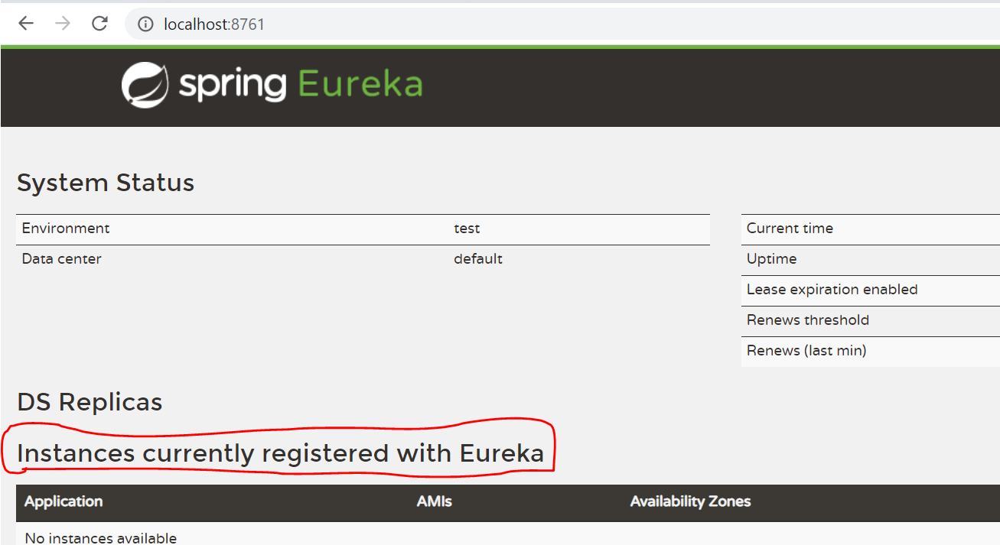 localhost:8761
spring Eureka
System Status
Environment test
Data center default
Current time
Uptime
Lease expiration enabled
Renews threshold
Renews (last min)
DS Replicas
Instances currently registered with Eureka
Application AMIs Availability Zones
No instances available